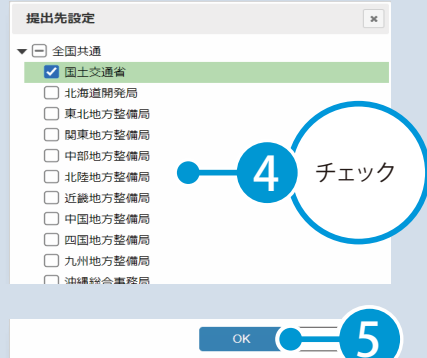 提出先設定
全国共通
国土交通省
北海道開発局
東北地方整備局
関東地方整備局
中部地方整備局
北陸地方整備局
近畿地方整備局
中国地方整備局
四国地方整備局
九州地方整備局
沖縄総合事務局
4 チェック
OK 5